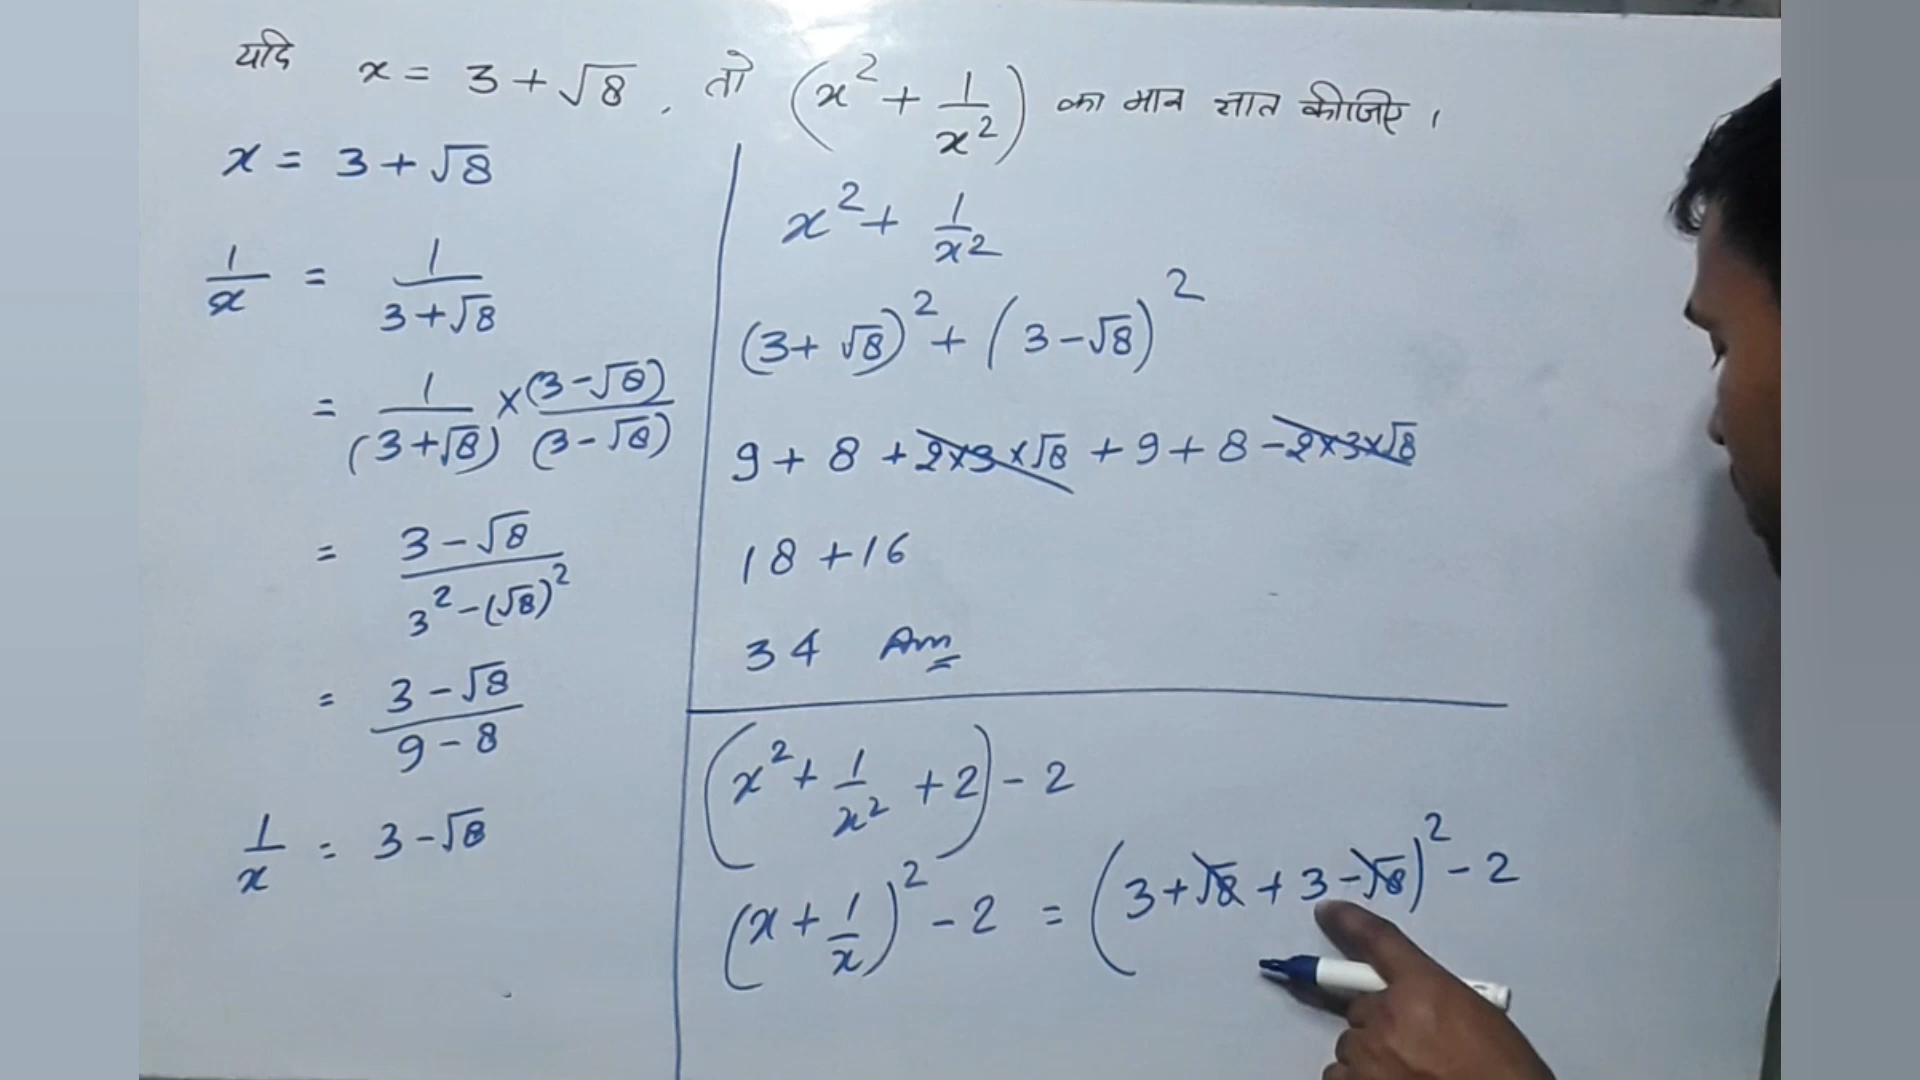 यदि x = 3 + √8, तो (x² + 1/x²) का मान ज्ञात कीजिए।
x = 3 + √8
1/x = 1/(3 + √8)
= 1/(3 + √8) × (3 - √8)/(3 - √8)
= (3 - √8)/(3² - (√8)²)
= (3 - √8)/(9 - 8)
1/x = 3 - √8
x² + 1/x²
(3 + √8)² + (3 - √8)²
9 + 8 + 2×3×√8 + 9 + 8 - 2×3×√8
18 + 16
34 Ans
(x² + 1/x² + 2) - 2
(x + 1/x)² - 2 = (3 + √8 + 3 - √8)² - 2